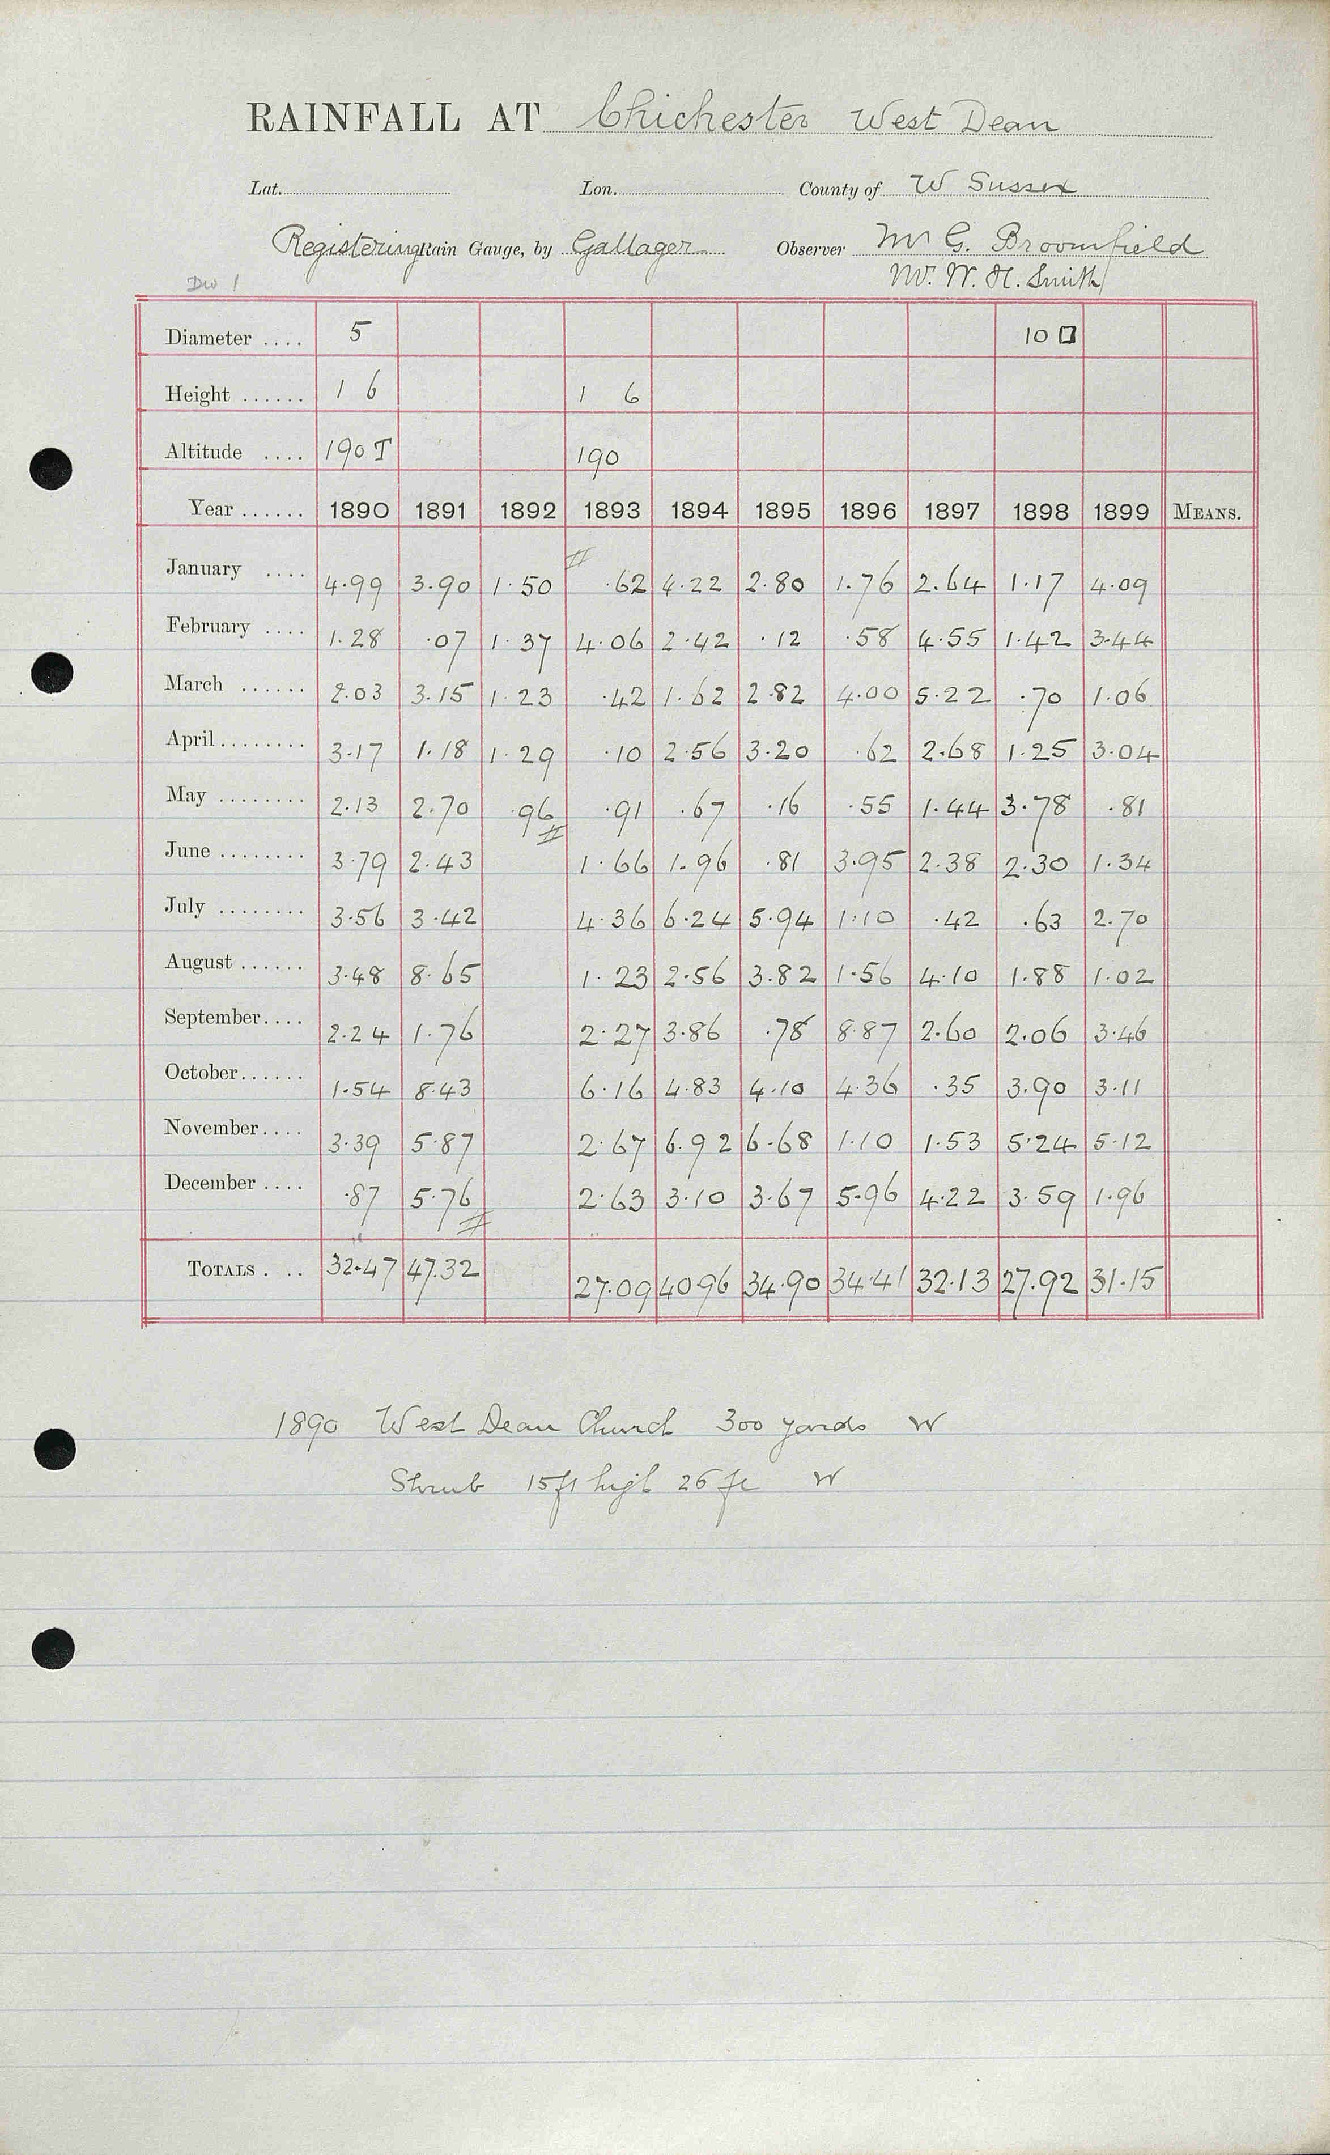 RAINFALL AT Chichester West Dean
Lat. Lon. County of W Sussex
Registering Rain Gauge, by Gallager Observer Mr G. Broomfield
Mr. W. H. Smith
Diameter .... 5 10 □
Height ...... 1 6 1 6
Altitude .... 190 T 190
Year ...... 1890 1891 1892 1893 1894 1895 1896 1897 1898 1899 MEANS.
January .... 4.99 3.90 1.50 .62 4.22 2.80 1.76 2.64 1.17 4.09
February .... 1.28 .07 1.37 4.06 2.42 .12 .58 4.55 1.42 3.44
March ...... 2.03 3.15 1.23 .42 1.62 2.82 4.00 5.22 .70 1.06
April ........ 3.17 1.18 1.29 .10 2.56 3.20 .62 2.68 1.25 3.04
May ........ 2.13 2.70 .96 .91 .67 .16 .55 1.44 3.78 .81
June ........ 3.79 2.43 1.66 1.96 .81 3.95 2.38 2.30 1.34
July ........ 3.56 3.42 4.36 6.24 5.94 1.10 .42 .63 2.70
August ...... 3.48 8.65 1.23 2.56 3.82 1.56 4.10 1.88 1.02
September.... 2.24 1.76 2.27 3.86 .78 8.87 2.60 2.06 3.46
October...... 1.54 8.43 6.16 4.83 4.10 4.36 .35 3.90 3.11
November.... 3.39 5.87 2.67 6.92 6.68 1.10 1.53 5.24 5.12
December .... .87 5.76 2.63 3.10 3.67 5.96 4.22 3.59 1.96
TOTALS . .. 32.47 47.32 27.09 40.96 34.90 34.41 32.13 27.92 31.15
1890 West Dean Church 300 yards W
Shrub 15 ft high 26 ft W